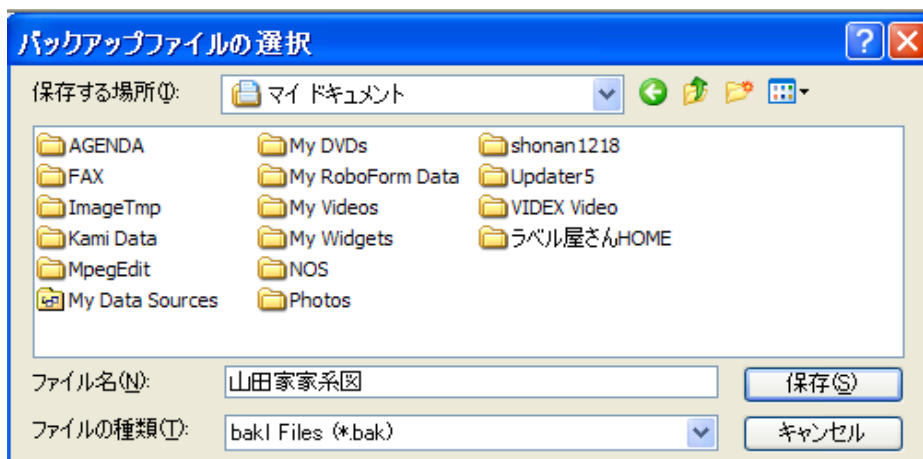 バックアップファイルの選択
保存する場所(I):
マイ ドキュメント
AGENDA
FAX
ImageTmp
Kami Data
MpegEdit
My Data Sources
My DVDs
My RoboForm Data
My Videos
My Widgets
NOS
Photos
shonan1218
Updater5
VIDEX Video
ラベル屋さんHOME
ファイル名(N):
山田家家系図
保存(S)
ファイルの種類(T):
bakl Files (*.bak)
キャンセル